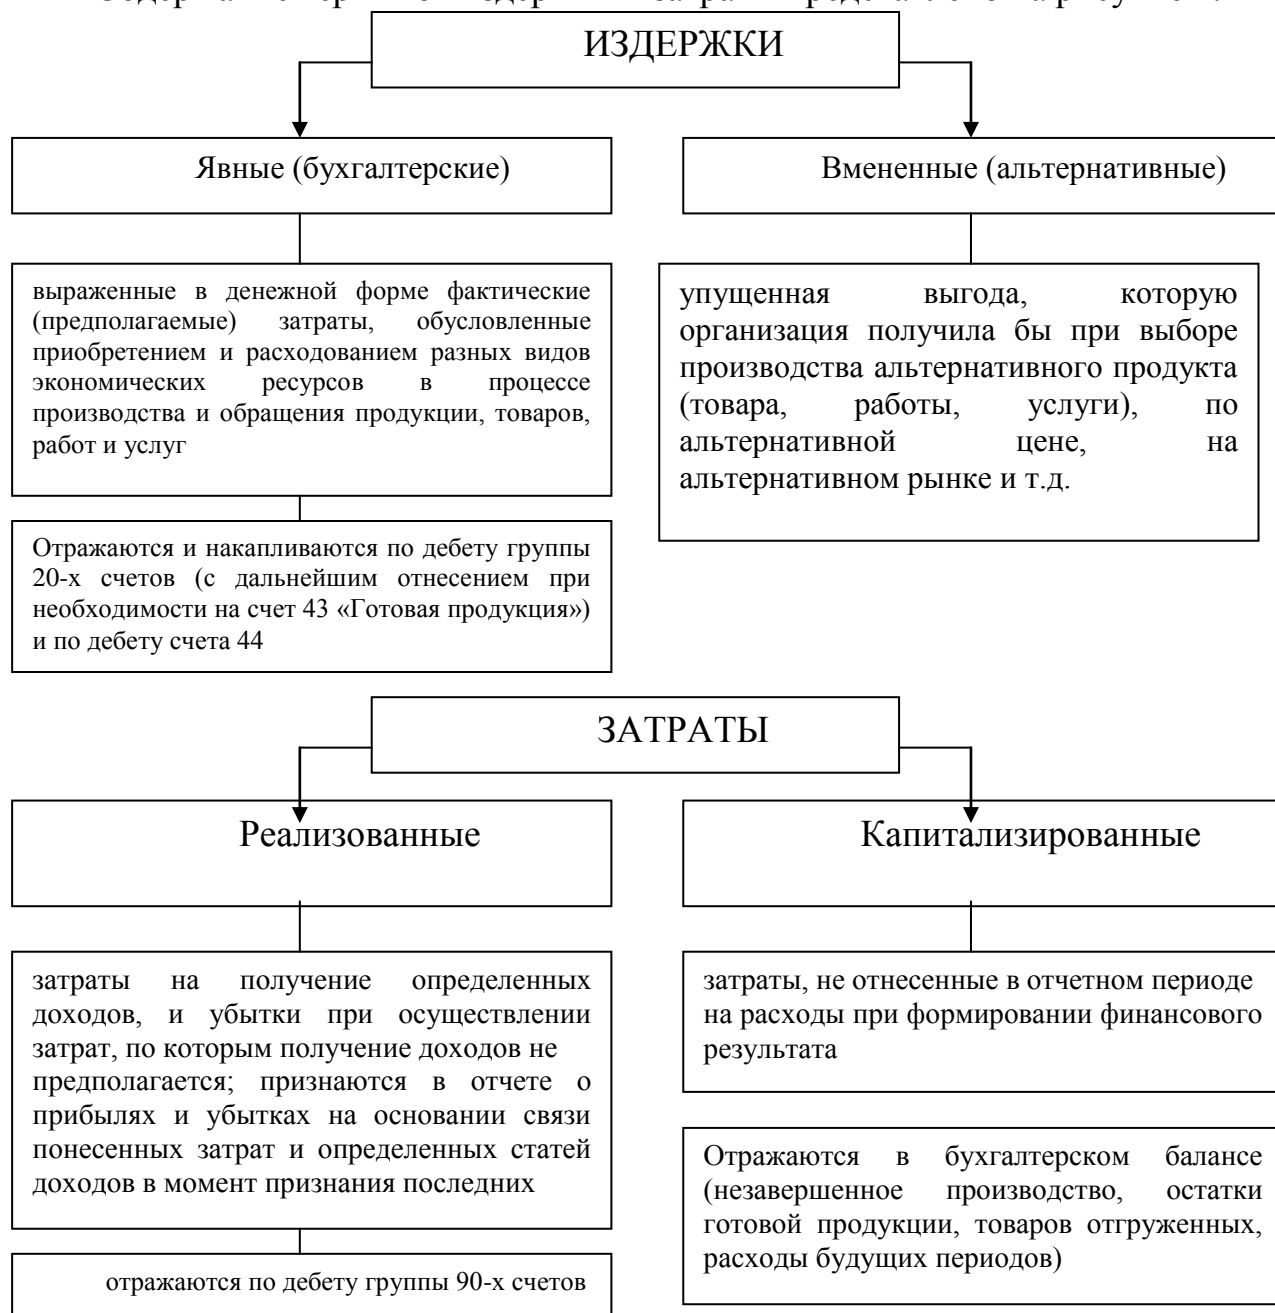 ИЗДЕРЖКИ
Явные (бухгалтерские)
Вмененные (альтернативные)
выраженные в денежной форме фактические
(предполагаемые) затраты, обусловленные
приобретением и расходованием разных видов
экономических ресурсов в процессе
производства и обращения продукции, товаров,
работ и услуг
упущенная выгода, которую
организация получила бы при выборе
производства альтернативного продукта
(товара, работы, услуги), по
альтернативной цене, на
альтернативном рынке и т.д.
Отражаются и накапливаются по дебету группы
20-х счетов (с дальнейшим отнесением при
необходимости на счет 43 «Готовая продукция»)
и по дебету счета 44
ЗАТРАТЫ
Реализованные
Капитализированные
затраты на получение определенных
доходов, и убытки при осуществлении
затрат, по которым получение доходов не
предполагается; признаются в отчете о
прибылях и убытках на основании связи
понесенных затрат и определенных статей
доходов в момент признания последних
затраты, не отнесенные в отчетном периоде
на расходы при формировании финансового
результата
Отражаются в бухгалтерском балансе
(незавершенное производство, остатки
готовой продукции, товаров отгруженных,
расходы будущих периодов)
отражаются по дебету группы 90-х счетов